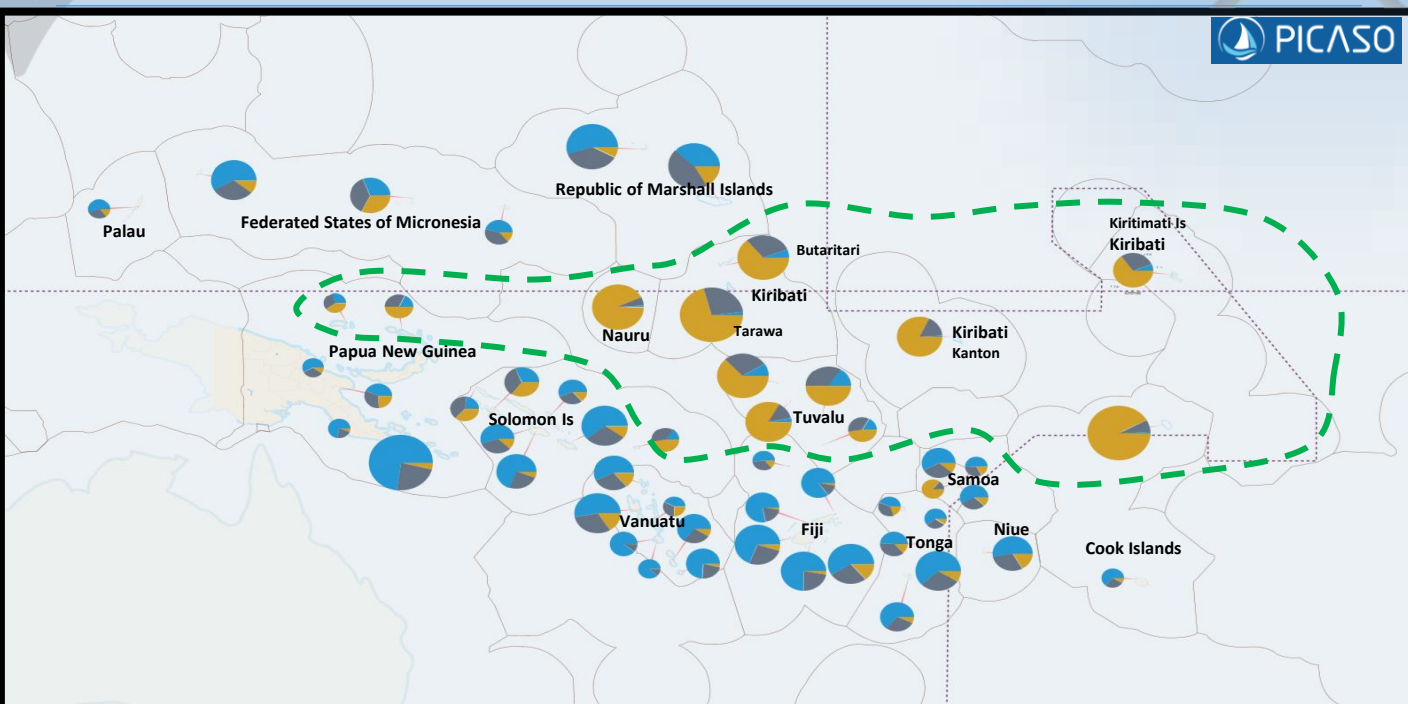 PICASO
Republic of Marshall Islands
Federated States of Micronesia
Palau
Kiritimati Is
Kiribati
Butaritari
Kiribati
Tarawa
Nauru
Kiribati
Kanton
Papua New Guinea
Solomon Is
Tuvalu
Samoa
Vanuatu
Fiji
Tonga
Niue
Cook Islands